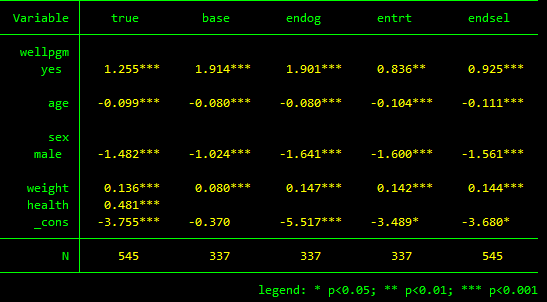 Variable true base endog entrt endsel
wellpgm
yes 1.255*** 1.914*** 1.901*** 0.836** 0.925***
age -0.099*** -0.080*** -0.080*** -0.104*** -0.111***
sex
male -1.482*** -1.024*** -1.641*** -1.600*** -1.561***
weight 0.136*** 0.080*** 0.147*** 0.142*** 0.144***
health 0.481***
_cons -3.755*** -0.370 -5.517*** -3.489* -3.680*
N 545 337 337 337 545
legend: * p<0.05; ** p<0.01; *** p<0.001